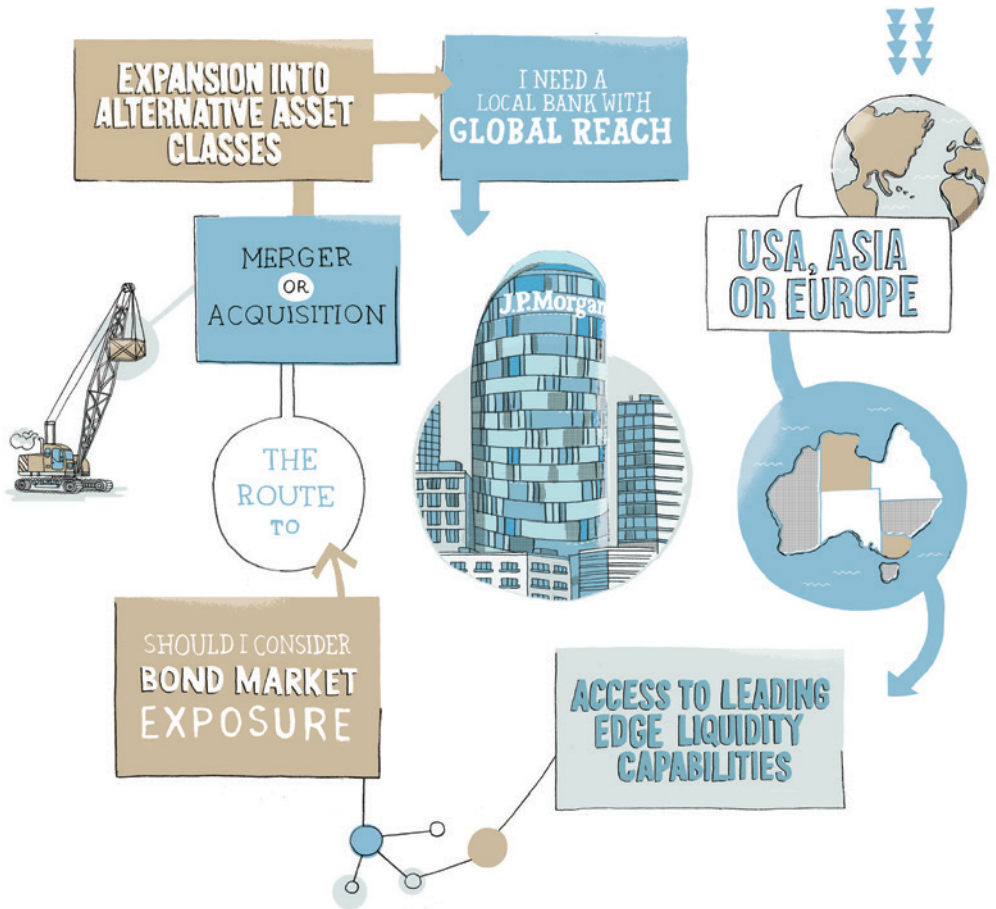 EXPANSION INTO
ALTERNATIVE ASSET
CLASSES
I NEED A
LOCAL BANK WITH
GLOBAL REACH
MERGER
OR
ACQUISITION
J.P.Morgan
USA, ASIA
OR EUROPE
THE
ROUTE
TO
SHOULD I CONSIDER
BOND MARKET
EXPOSURE
ACCESS TO LEADING
EDGE LIQUIDITY
CAPABILITIES